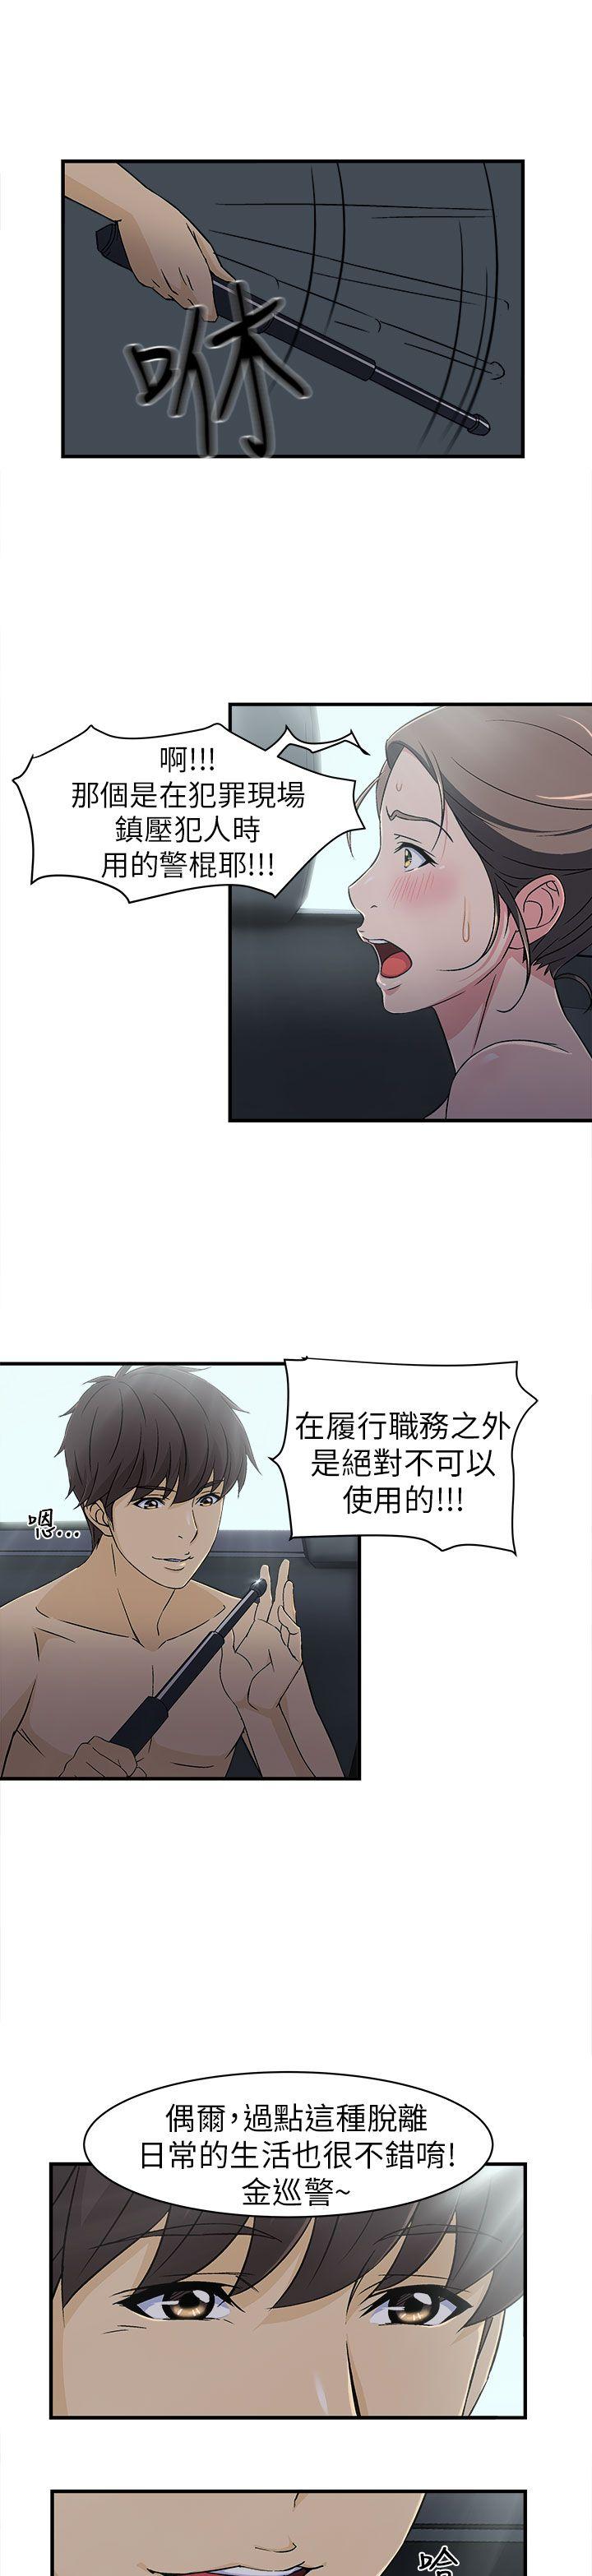 咻
啊!!!
那個是在犯罪現場
鎮壓犯人時
用的警棍耶!!!
在履行職務之外
是絕對不可以
使用的!!!
嗯...
偶爾,過點這種脫離
日常的生活也很不錯唷!
金巡警~
哈